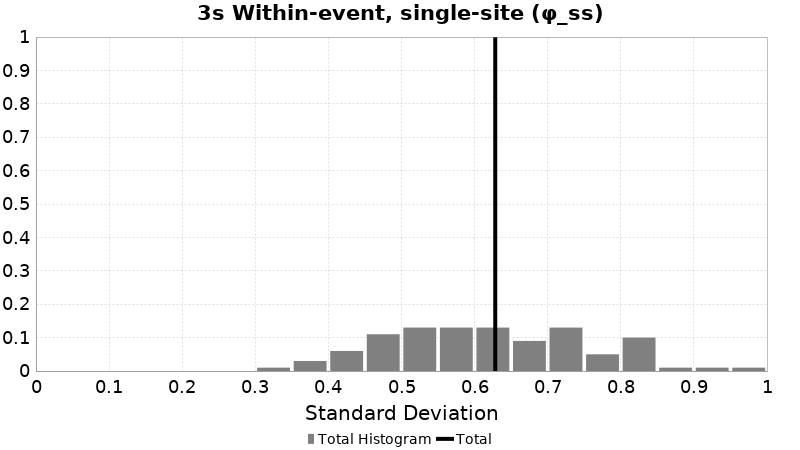 3s Within-event, single-site (φ_ss)
1
0.9
0.8
0.7
0.6
0.5
0.4
0.3
0.2
0.1
0
0 0.1 0.2 0.3 0.4 0.5 0.6 0.7 0.8 0.9 1
Standard Deviation
Total Histogram Total